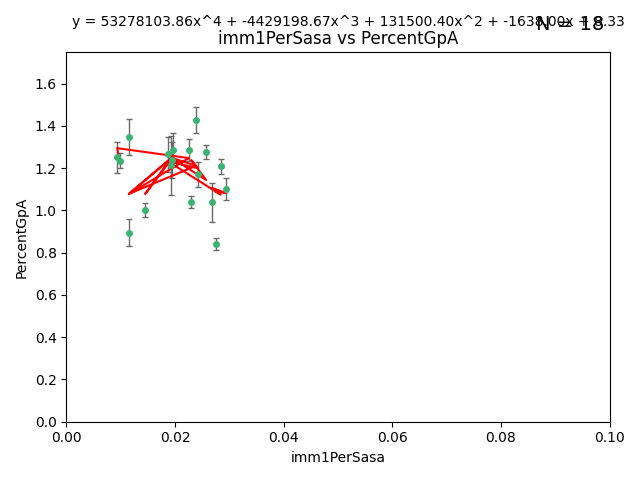 y = 53278103.86x^4 + -4429198.67x^3 + 131500.40x^2 + -1638.00x + 8.33
N = 18
imm1PerSasa vs PercentGpA
PercentGpA
1.6
1.4
1.2
1.0
0.8
0.6
0.4
0.2
0.0
0.00 0.02 0.04 0.06 0.08 0.10
imm1PerSasa